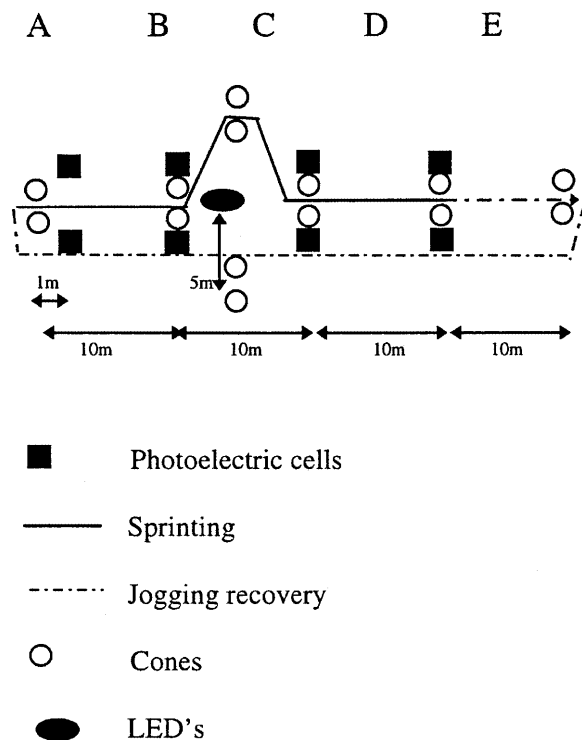 A B C D E
1m 5m
10m 10m 10m 10m
Photoelectric cells
Sprinting
Jogging recovery
Cones
LED's